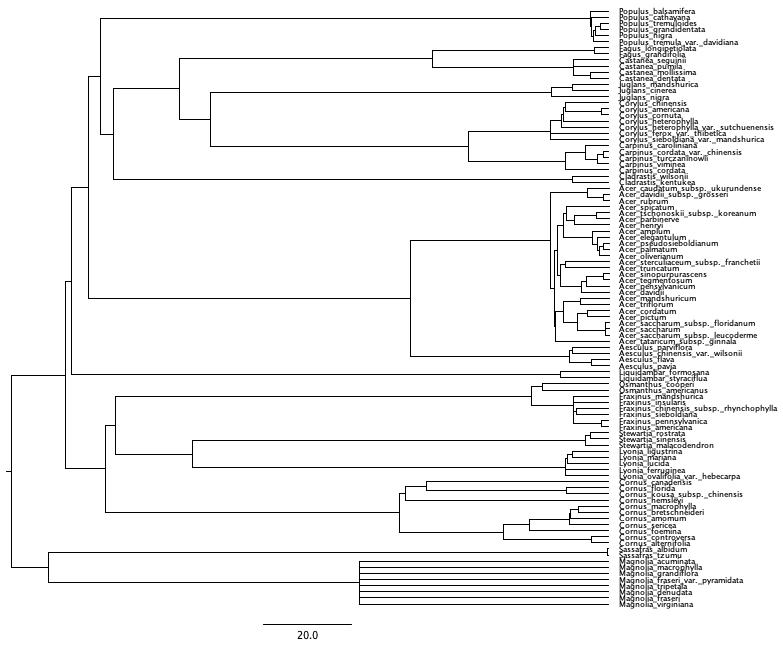 Populus_balsamifera
Populus_cathayana
Populus_tremuloides
Populus_grandidentata
Populus_nigra
Populus_tremula_var._davidiana
Fagus_longipetiolata
Fagus_grandifolia
Castanea_seguinii
Castanea_pumila
Castanea_mollissima
Castanea_dentata
Juglans_mandshurica
Juglans_cinerea
Juglans_nigra
Corylus_chinensis
Corylus_americana
Corylus_cornuta
Corylus_heterophylla
Corylus_heterophylla_var._sutchuenensis
Corylus_ferox_var._thibetica
Corylus_sieboldiana_var._mandshurica
Carpinus_caroliniana
Carpinus_cordata_var._chinensis
Carpinus_turczaninowii
Carpinus_viminea
Carpinus_cordata
Cladrastis_wilsonii
Cladrastis_kentukea
Acer_caudatum_subsp._ukurundense
Acer_davidii_subsp._grosseri
Acer_rubrum
Acer_spicatum
Acer_tschonoskii_subsp._koreanum
Acer_barbinerve
Acer_henryi
Acer_amplum
Acer_elegantulum
Acer_pseudosieboldianum
Acer_palmatum
Acer_oliverianum
Acer_sterculiaceum_subsp._franchetii
Acer_truncatum
Acer_sinopurpurascens
Acer_tegmentosum
Acer_pensylvanicum
Acer_davidii
Acer_mandshuricum
Acer_triflorum
Acer_cordatum
Acer_pictum
Acer_saccharum_subsp._floridanum
Acer_saccharum
Acer_saccharum_subsp._leucoderme
Acer_tataricum_subsp._ginnala
Aesculus_parviflora
Aesculus_chinensis_var._wilsonii
Aesculus_flava
Aesculus_pavia
Liquidambar_formosana
Liquidambar_styraciflua
Osmanthus_cooperi
Osmanthus_americanus
Fraxinus_mandshurica
Fraxinus_insularis
Fraxinus_chinensis_subsp._rhynchophylla
Fraxinus_sieboldiana
Fraxinus_pennsylvanica
Fraxinus_americana
Stewartia_rostrata
Stewartia_sinensis
Stewartia_malacodendron
Lyonia_ligustrina
Lyonia_mariana
Lyonia_lucida
Lyonia_ferruginea
Lyonia_ovalifolia_var._hebecarpa
Cornus_canadensis
Cornus_florida
Cornus_kousa_subsp._chinensis
Cornus_hemsleyi
Cornus_macrophylla
Cornus_bretschneideri
Cornus_amomum
Cornus_sericea
Cornus_foemina
Cornus_controversa
Cornus_alternifolia
Sassafras_albidum
Sassafras_tzumu
Magnolia_acuminata
Magnolia_macrophylla
Magnolia_grandiflora
Magnolia_fraseri_var._pyramidata
Magnolia_tripetala
Magnolia_denudata
Magnolia_fraseri
Magnolia_virginiana
20.0